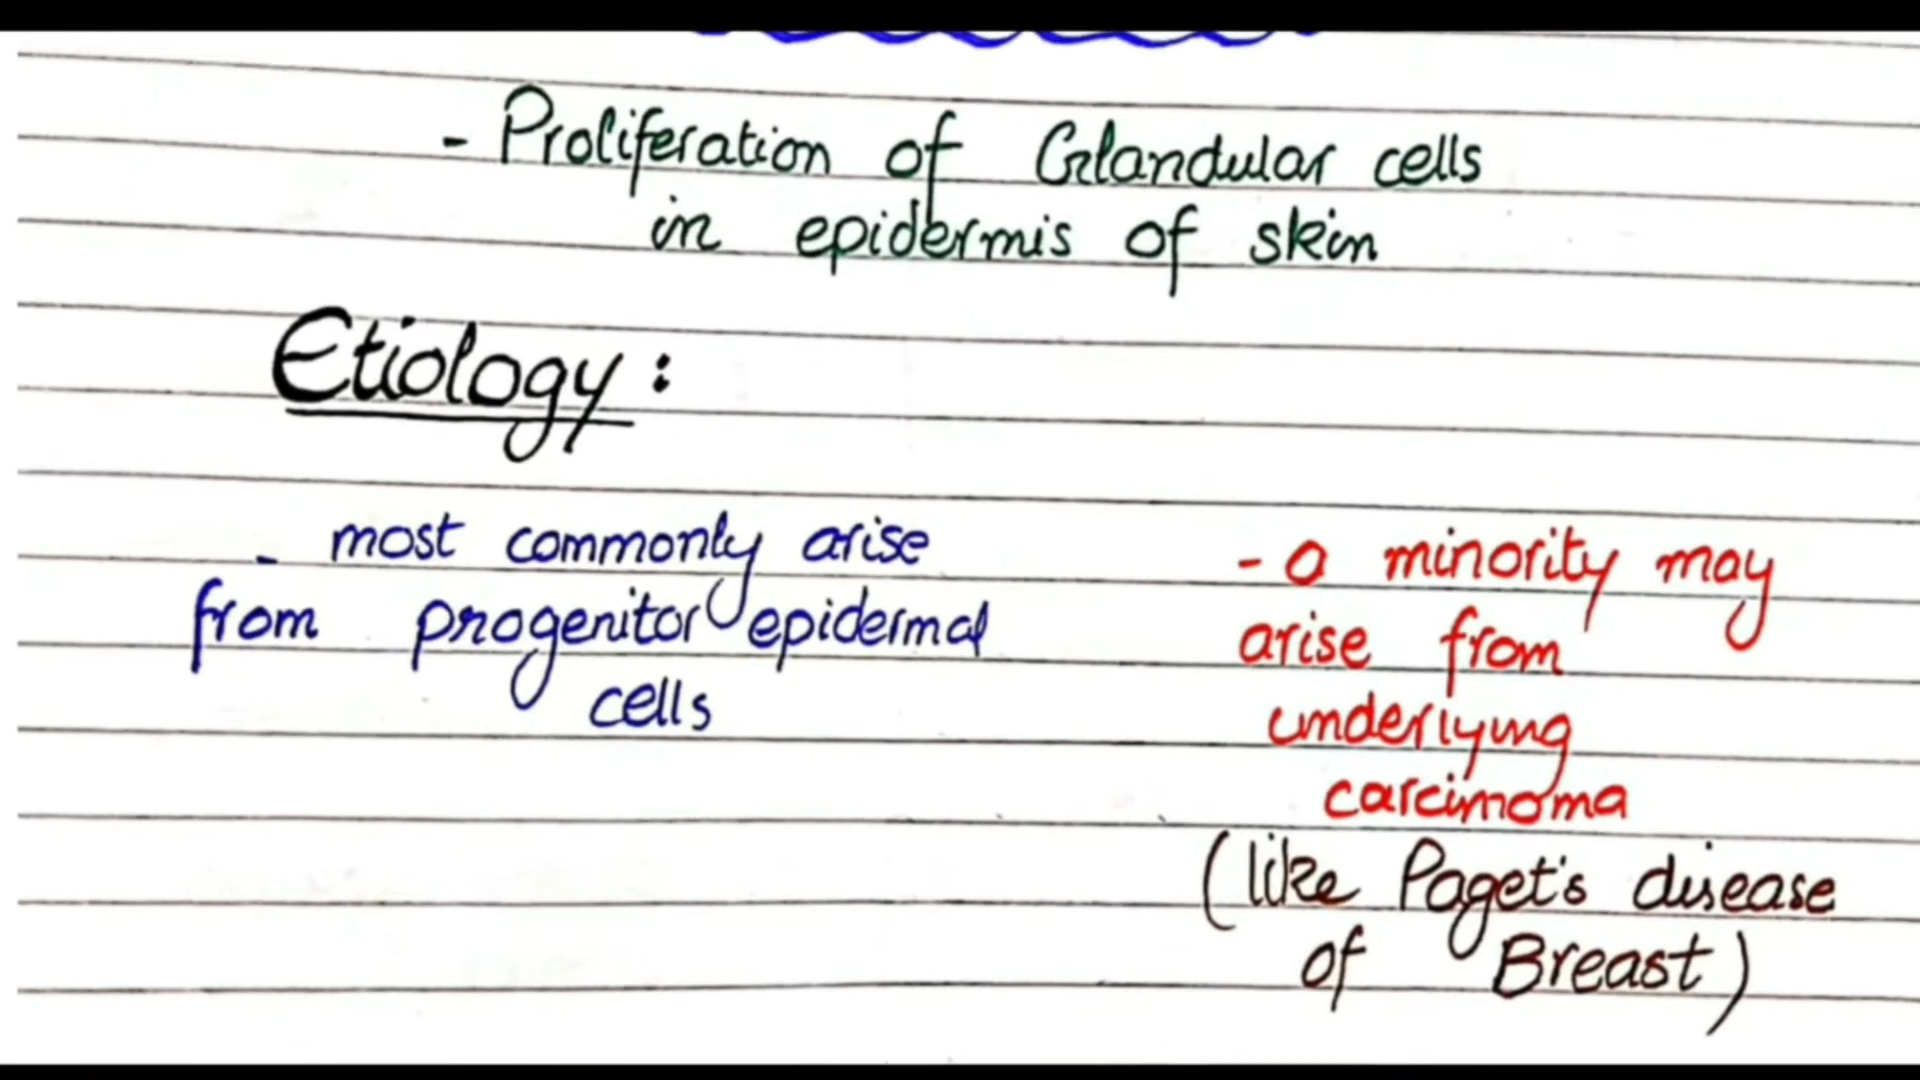 - Proliferation of Glandular cells
in epidermis of skin
Etiology :
- most commonly arise
from progenitor epidermal
cells
- a minority may
arise from
underlying
carcinoma
(like Paget's disease
of Breast)